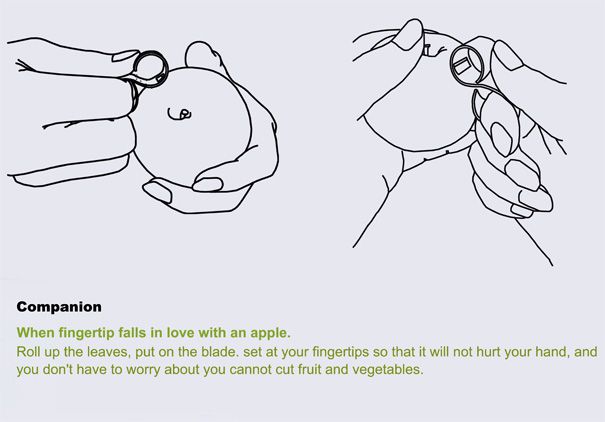 Companion
When fingertip falls in love with an apple.
Roll up the leaves, put on the blade. set at your fingertips so that it will not hurt your hand, and
you don't have to worry about you cannot cut fruit and vegetables.